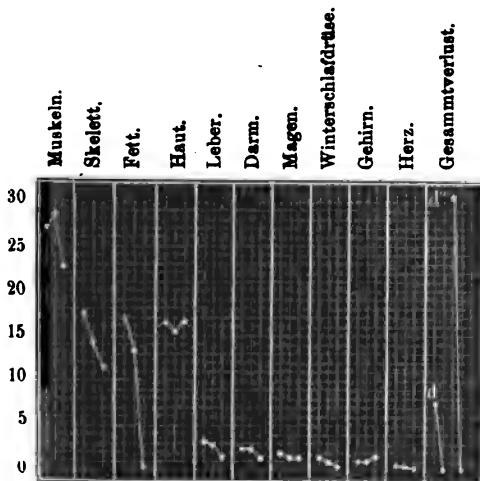 Muskeln.
Skelett.
Fett.
Haut.
Leber.
Darm.
Magen.
Winterschlafdrüse.
Gehirn.
Herz.
Gesammtverlust.
30
25
20
15
10
5
0
d